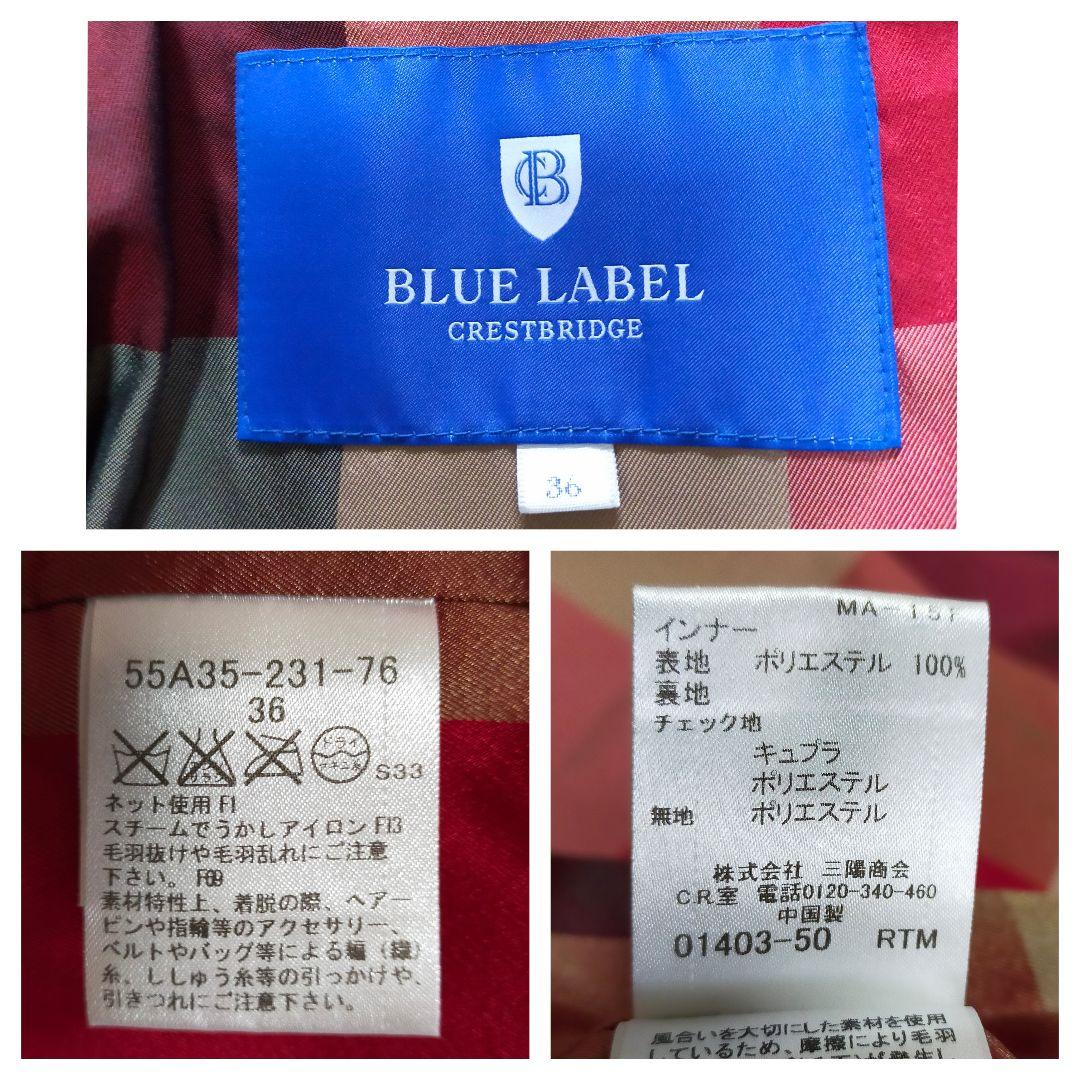 BLUE LABEL
CRESTBRIDGE
36
55A35-231-76
36
S33
ネット使用 F1
スチームでうかしアイロン F13
毛羽抜けや毛羽乱れにご注意
下さい。 F69
素材特性上、着脱の際、ヘアー
ピンや指輪等のアクセサリー、
ベルトやバッグ等による編（織）
糸、ししゅう糸等の引っかけや、
引きつれにご注意下さい。
MA-151
インナー
表地 ポリエステル 100%
裏地
チェック地
キュプラ
ポリエステル
無地 ポリエステル
株式会社 三陽商会
CR室 電話0120-340-460
中国製
01403-50 RTM
風合いを大切にした素材を使用
しているため、摩擦により毛羽